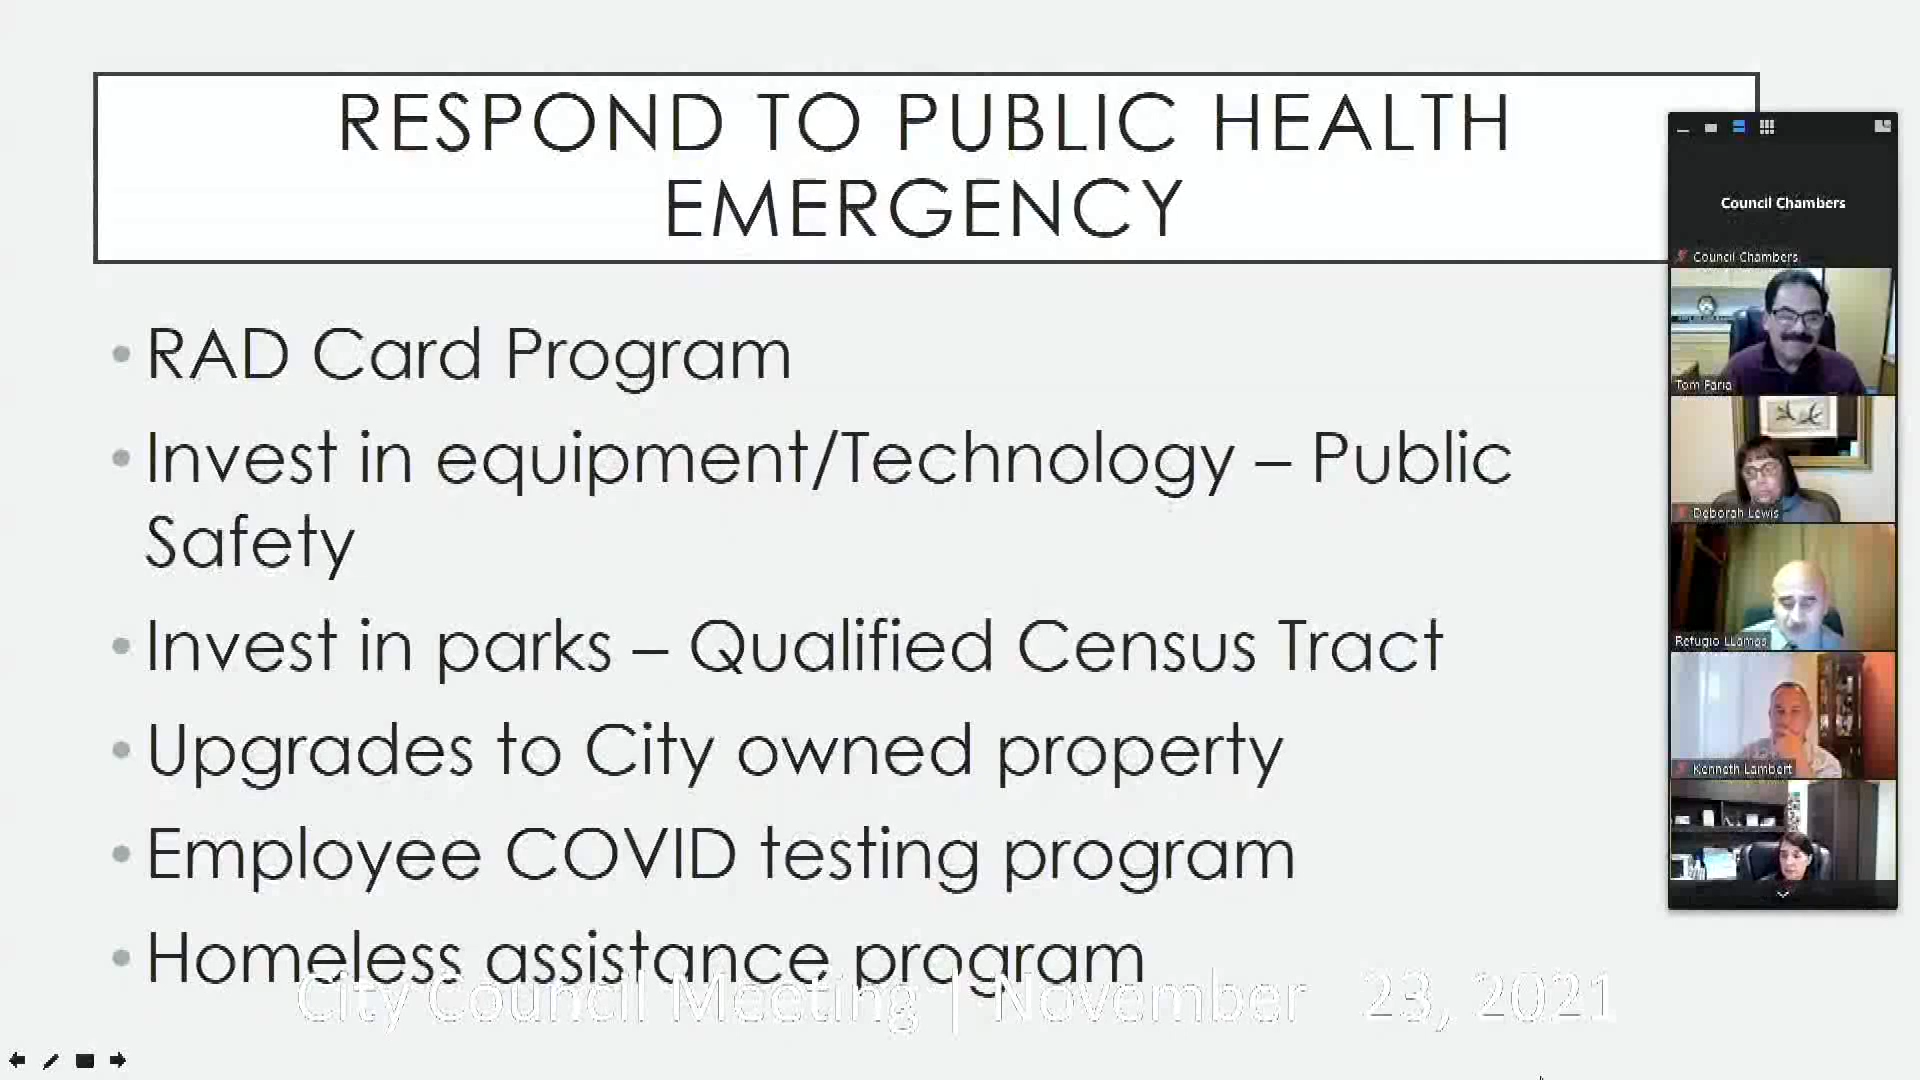 RESPOND TO PUBLIC HEALTH
EMERGENCY
• RAD Card Program
• Invest in equipment/Technology – Public
Safety
• Invest in parks – Qualified Census Tract
• Upgrades to City owned property
• Employee COVID testing program
• Homeless assistance program
City Council Meeting | November 23, 2021
Council Chambers
Council Chambers
Tom Faria
Deborah Lewis
Refugio LLamas
Kenneth Lambert